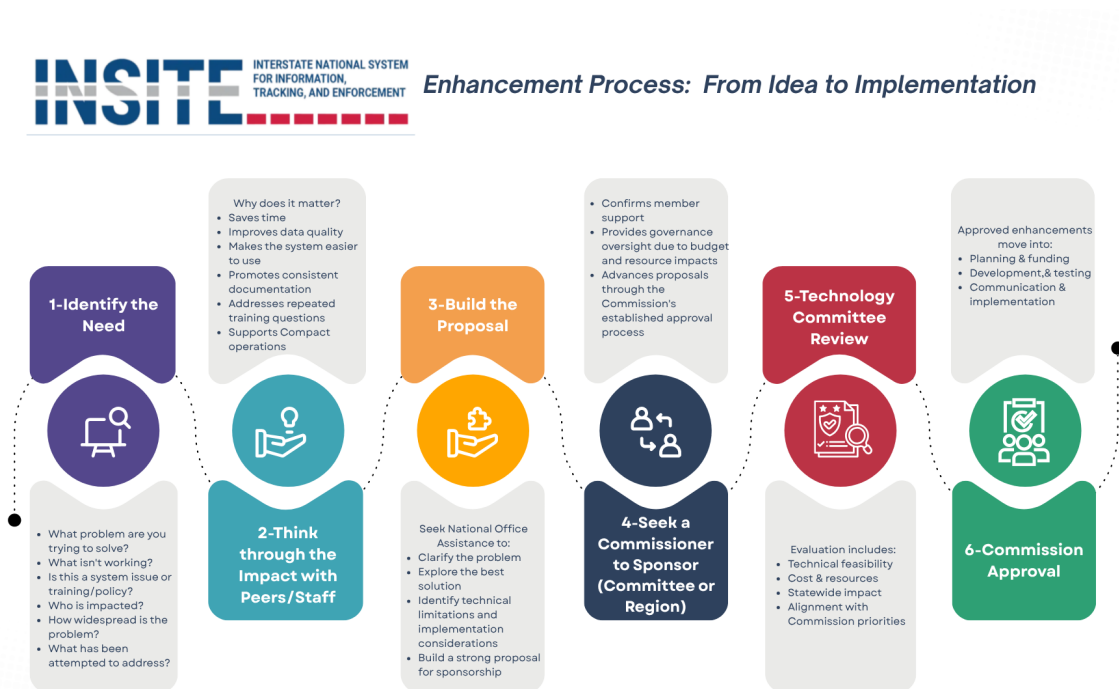 INSITE
INTERSTATE NATIONAL SYSTEM
FOR INFORMATION,
TRACKING, AND ENFORCEMENT
Enhancement Process:  From Idea to Implementation
1-Identify the
Need
• What problem are you
trying to solve?
• What isn't working?
• Is this a system issue or
training/policy?
• Who is impacted?
• How widespread is the
problem?
• What has been
attempted to address?
Why does it matter?
• Saves time
• Improves data quality
• Makes the system easier
to use
• Promotes consistent
documentation
• Addresses repeated
training questions
• Supports Compact
operations
2-Think
through the
Impact with
Peers/Staff
3-Build the
Proposal
Seek National Office
Assistance to:
• Clarify the problem
• Explore the best
solution
• Identify technical
limitations and
implementation
considerations
• Build a strong proposal
for sponsorship
• Confirms member
support
• Provides governance
oversight due to budget
and resource impacts
• Advances proposals
through the
Commission's
established approval
process
4-Seek a
Commissioner
to Sponsor
(Committee or
Region)
5-Technology
Committee
Review
Evaluation includes:
• Technical feasibility
• Cost & resources
• Statewide impact
• Alignment with
Commission priorities
Approved enhancements
move into:
• Planning & funding
• Development,& testing
• Communication &
implementation
6-Commission
Approval